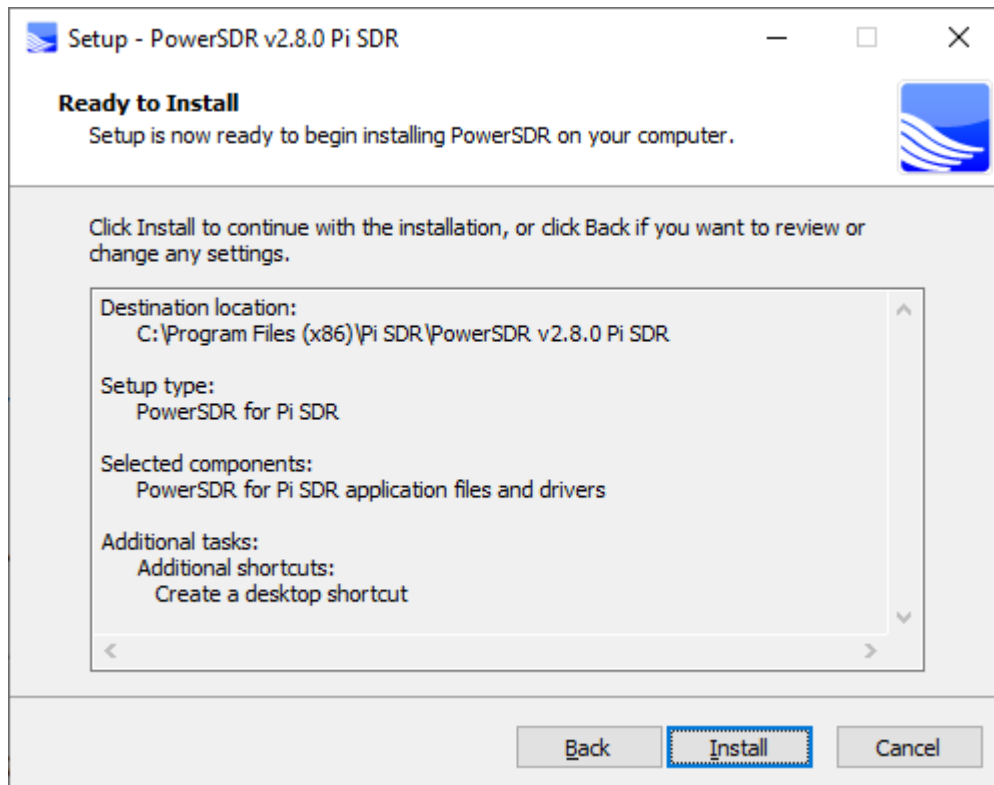 Setup - PowerSDR v2.8.0 Pi SDR
Ready to Install
Setup is now ready to begin installing PowerSDR on your computer.
Click Install to continue with the installation, or click Back if you want to review or
change any settings.
Destination location:
C:\Program Files (x86)\Pi SDR\PowerSDR v2.8.0 Pi SDR
Setup type:
PowerSDR for Pi SDR
Selected components:
PowerSDR for Pi SDR application files and drivers
Additional tasks:
Additional shortcuts:
Create a desktop shortcut
Back Install Cancel